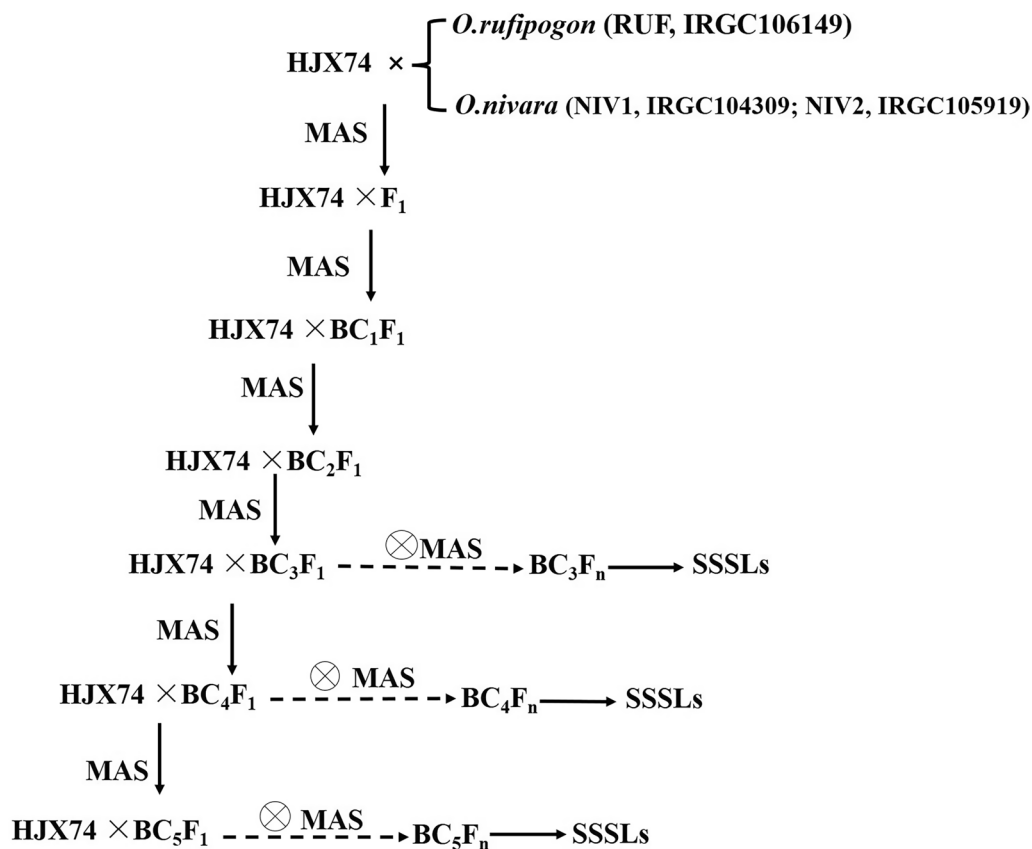 O.rufipogon (RUF, IRGC106149)
HJX74 ×
O.nivara (NIV1, IRGC104309; NIV2, IRGC105919)
MAS
HJX74 × F₁
MAS
HJX74 × BC₁F₁
MAS
HJX74 × BC₂F₁
MAS
HJX74 × BC₃F₁ ⊗MAS BC₃Fₙ SSSLs
MAS
HJX74 × BC₄F₁ ⊗ MAS BC₄Fₙ SSSLs
MAS
HJX74 × BC₅F₁ ⊗ MAS BC₅Fₙ SSSLs